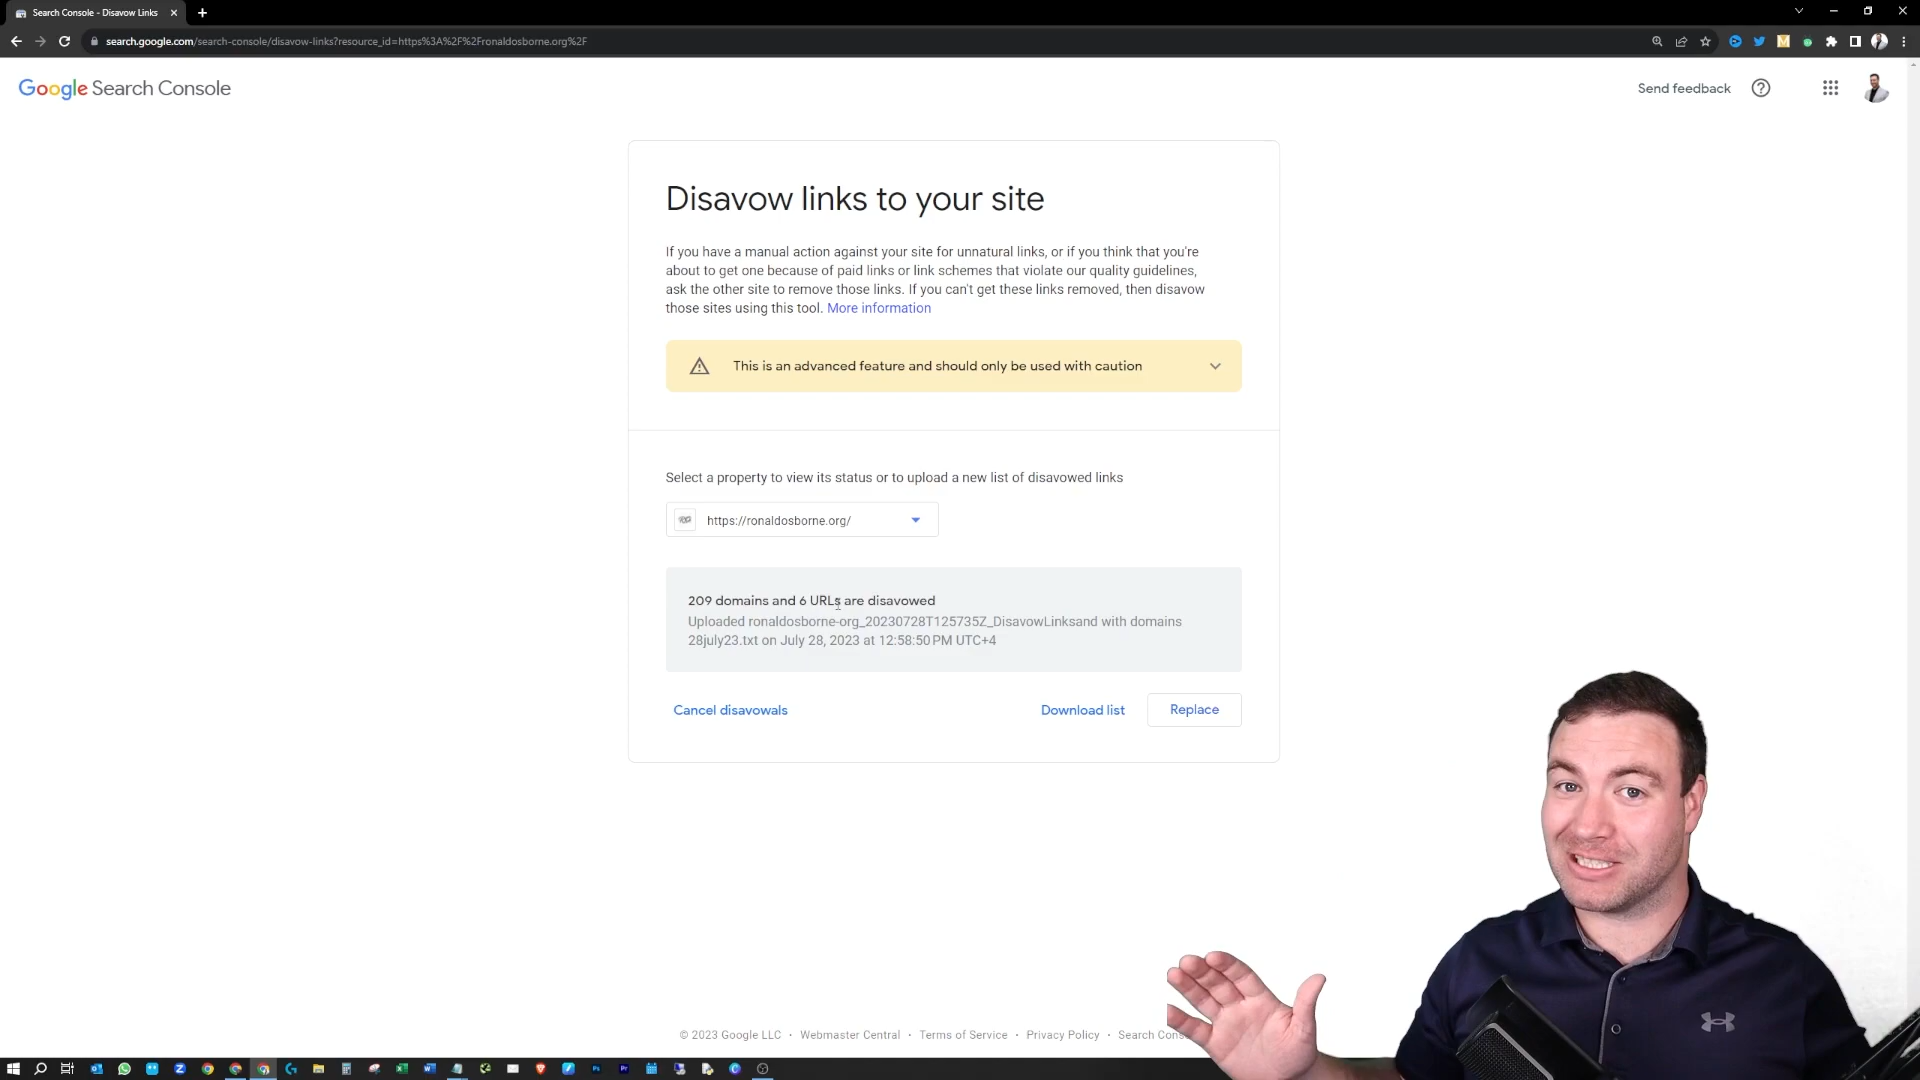 Search Console - Disavow Links
search.google.com/search-console/disavow-links?resource_id=https%3A%2F%2Fronaldosborne.org%2F
Google Search Console
Send feedback
Disavow links to your site
If you have a manual action against your site for unnatural links, or if you think that you're
about to get one because of paid links or link schemes that violate our quality guidelines,
ask the other site to remove those links. If you can't get these links removed, then disavow
those sites using this tool. More information
This is an advanced feature and should only be used with caution
Select a property to view its status or to upload a new list of disavowed links
https://ronaldosborne.org/
209 domains and 6 URLs are disavowed
Uploaded ronaldosborne-org_20230728T125735Z_DisavowLinksand with domains
28july23.txt on July 28, 2023 at 12:58:50 PM UTC+4
Cancel disavowals
Download list
Replace
© 2023 Google LLC • Webmaster Central • Terms of Service • Privacy Policy • Search